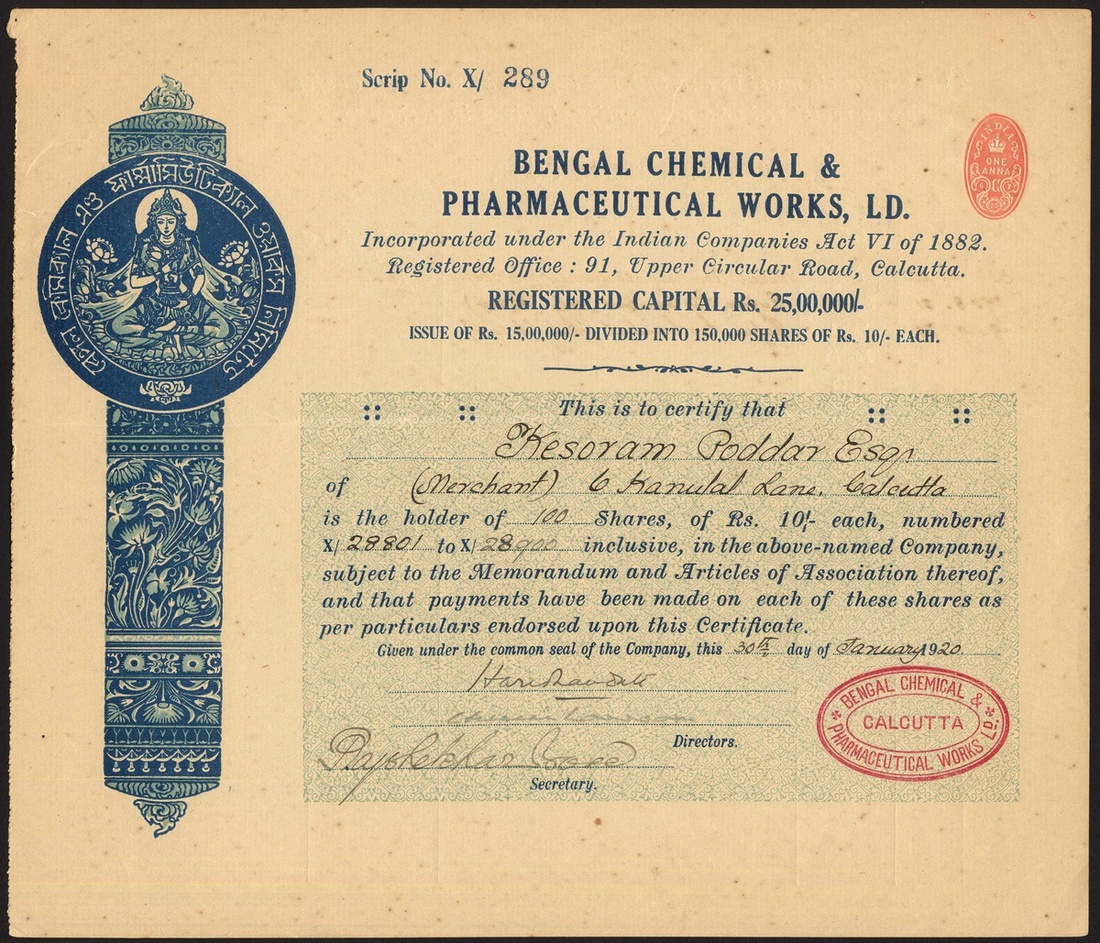 Scrip No. X/ 289
INDIA
ONE
ANNA
বেঙ্গল কেমিক্যাল এণ্ড ফার্ম্মাসিউটিক্যাল ওয়ার্কস লিমিটেড
BENGAL CHEMICAL &
PHARMACEUTICAL WORKS, LD.
Incorporated under the Indian Companies Act VI of 1882.
Registered Office : 91, Upper Circular Road, Calcutta.
REGISTERED CAPITAL Rs. 25,00,000/-
ISSUE OF Rs. 15,00,000/- DIVIDED INTO 150,000 SHARES OF Rs. 10/- EACH.
This is to certify that
Kesoram Poddar Esqr
of (Merchant) 6 Kanulal Lane. Calcutta
is the holder of 100 Shares, of Rs. 10/- each, numbered
X/ 28801 to X/ 28900 inclusive, in the above-named Company,
subject to the Memorandum and Articles of Association thereof,
and that payments have been made on each of these shares as
per particulars endorsed upon this Certificate.
Given under the common seal of the Company, this 30th day of January 1920
Directors.
Secretary.
BENGAL CHEMICAL &
CALCUTTA
PHARMACEUTICAL WORKS LD.